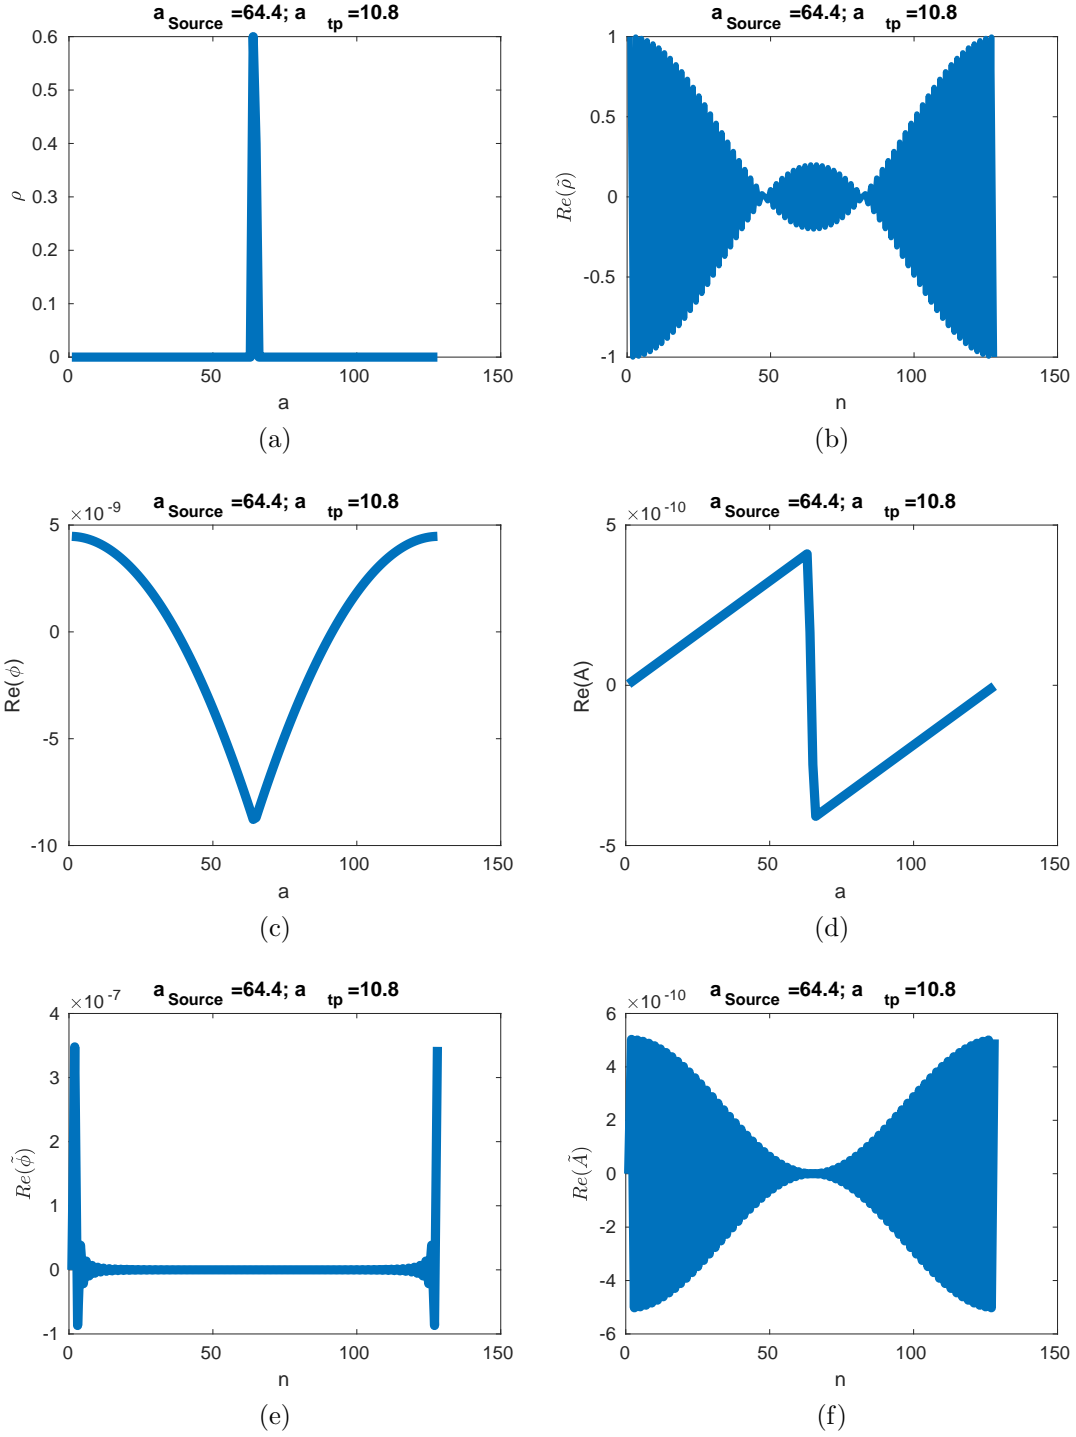 a Source =64.4; a tp =10.8
0.6
0.5
0.4
0.3
0.2
0.1
0
ρ
0 50 100 150
a
(a)
a Source =64.4; a tp =10.8
1
0.5
0
-0.5
-1
Re(ρ̃)
0 50 100 150
n
(b)
a Source =64.4; a tp =10.8
×10⁻⁹
5
0
-5
-10
Re(ϕ)
0 50 100 150
a
(c)
a Source =64.4; a tp =10.8
×10⁻¹⁰
5
0
-5
Re(A)
0 50 100 150
a
(d)
a Source =64.4; a tp =10.8
×10⁻⁷
4
3
2
1
0
-1
Re(ϕ̃)
0 50 100 150
n
(e)
a Source =64.4; a tp =10.8
×10⁻¹⁰
6
4
2
0
-2
-4
-6
Re(Ã)
0 50 100 150
n
(f)